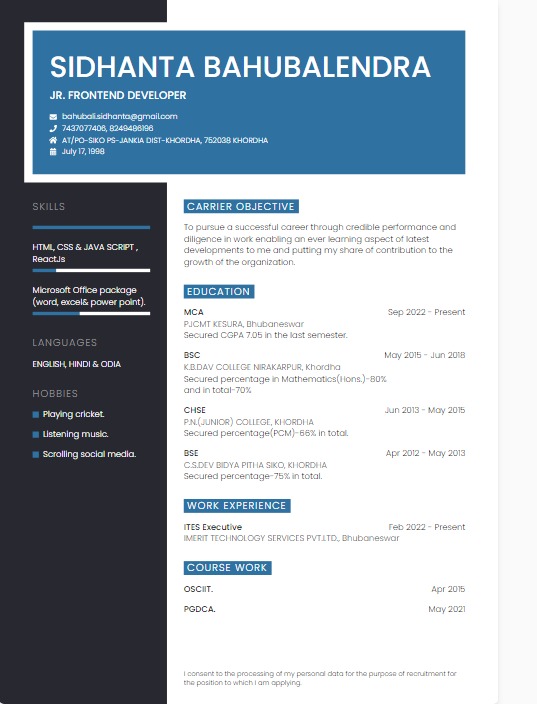 SIDHANTA BAHUBALENDRA
JR. FRONTEND DEVELOPER
bahubali.sidhanta@gmail.com
7437077406, 8249486196
AT/PO-SIKO PS-JANKIA DIST-KHORDHA, 752038 KHORDHA
July 17, 1998
SKILLS
HTML, CSS & JAVA SCRIPT ,
ReactJs
Microsoft Office package
(word, excel& power point).
LANGUAGES
ENGLISH, HINDI & ODIA
HOBBIES
Playing cricket.
Listening music.
Scrolling social media.
CARRIER OBJECTIVE
To pursue a successful career through credible performance and
diligence in work enabling an ever learning aspect of latest
developments to me and putting my share of contribution to the
growth of the organization.
EDUCATION
MCA Sep 2022 - Present
PJCMT KESURA, Bhubaneswar
Secured CGPA 7.05 in the last semester.
BSC May 2015 - Jun 2018
K.B.DAV COLLEGE NIRAKARPUR, Khordha
Secured percentage in Mathematics(Hons.)-80%
and in total-70%
CHSE Jun 2013 - May 2015
P.N.(JUNIOR) COLLEGE, KHORDHA
Secured percentage(PCM)-66% in total.
BSE Apr 2012 - May 2013
C.S.DEV BIDYA PITHA SIKO, KHORDHA
Secured percentage-75% in total.
WORK EXPERIENCE
ITES Executive Feb 2022 - Present
IMERIT TECHNOLOGY SERVICES PVT.LTD., Bhubaneswar
COURSE WORK
OSCIIT. Apr 2015
PGDCA. May 2021
I consent to the processing of my personal data for the purpose of recruitment for
the position to which I am applying.